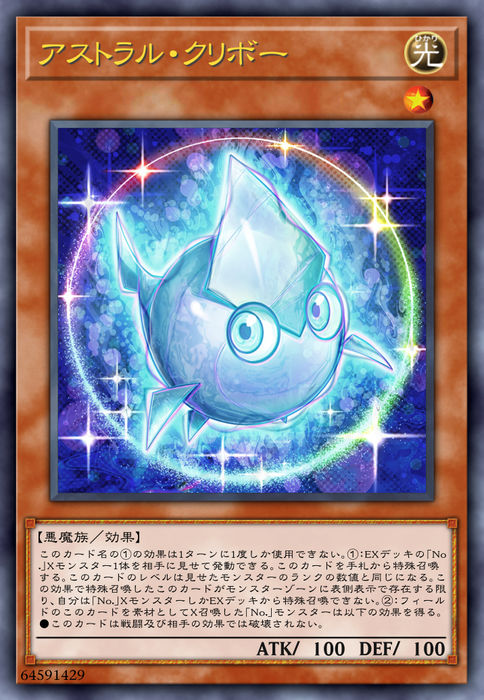 アストラル・クリボー
ひかり
光
【悪魔族／効果】
このカード名の①の効果は1ターンに1度しか使用できない。①：EXデッキの「No
.」Xモンスター1体を相手に見せて発動できる。このカードを手札から特殊召喚
する。このカードのレベルは見せたモンスターのランクの数値と同じになる。こ
の効果で特殊召喚したこのカードがモンスターゾーンに表側表示で存在する限
り、自分は「No.」XモンスターしかEXデッキから特殊召喚できない。②：フィール
ドのこのカードを素材としてX召喚した「No.」モンスターは以下の効果を得る。
●このカードは戦闘及び相手の効果では破壊されない。
ATK/ 100 DEF/ 100
64591429